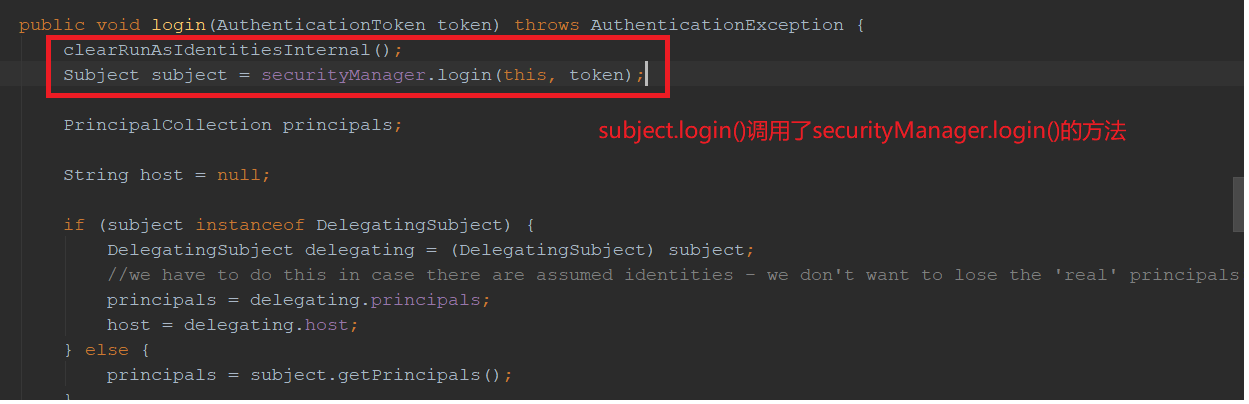 public void login(AuthenticationToken token) throws AuthenticationException {
clearRunAsIdentitiesInternal();
Subject subject = securityManager.login(this, token);
PrincipalCollection principals;
subject.login()调用了securityManager.login()的方法
String host = null;
if (subject instanceof DelegatingSubject) {
DelegatingSubject delegating = (DelegatingSubject) subject;
//we have to do this in case there are assumed identities - we don't want to lose the 'real' principals
principals = delegating.principals;
host = delegating.host;
} else {
principals = subject.getPrincipals();
}